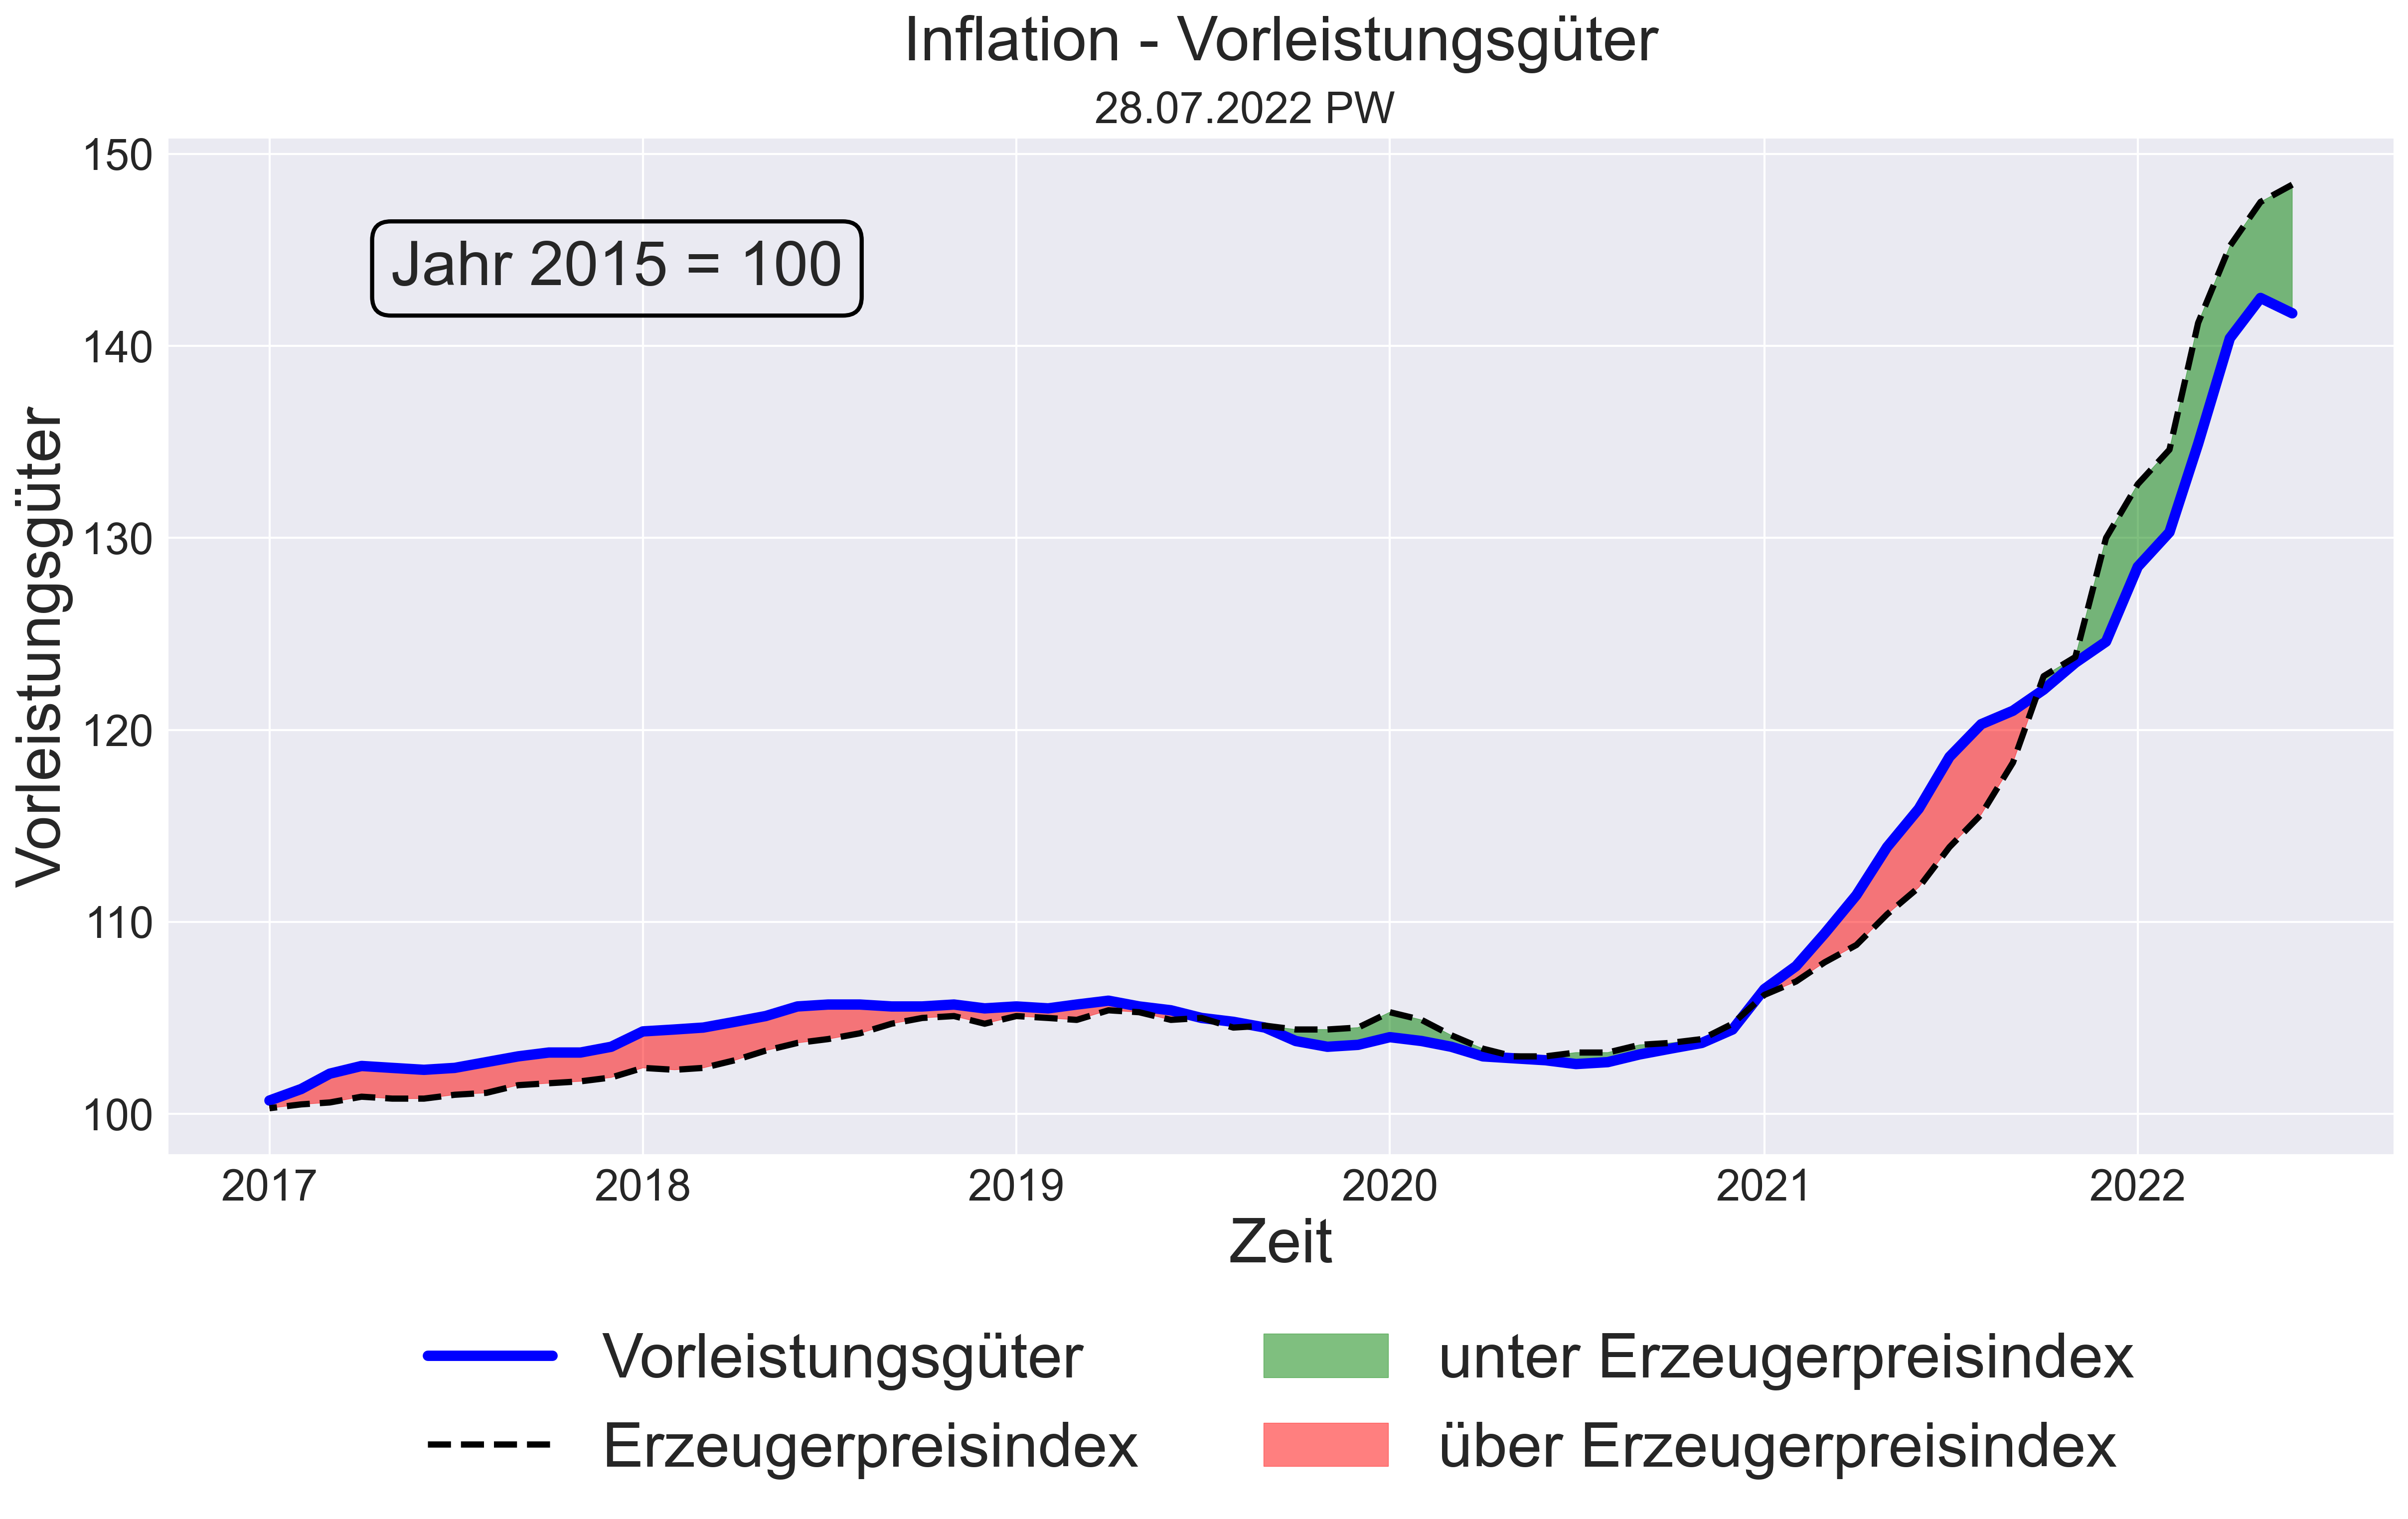 Inflation - Vorleistungsgüter
28.07.2022 PW
150
140
130
120
110
100
Vorleistungsgüter
Jahr 2015 = 100
2017 2018 2019 2020 2021 2022
Zeit
Vorleistungsgüter
Erzeugerpreisindex
unter Erzeugerpreisindex
über Erzeugerpreisindex